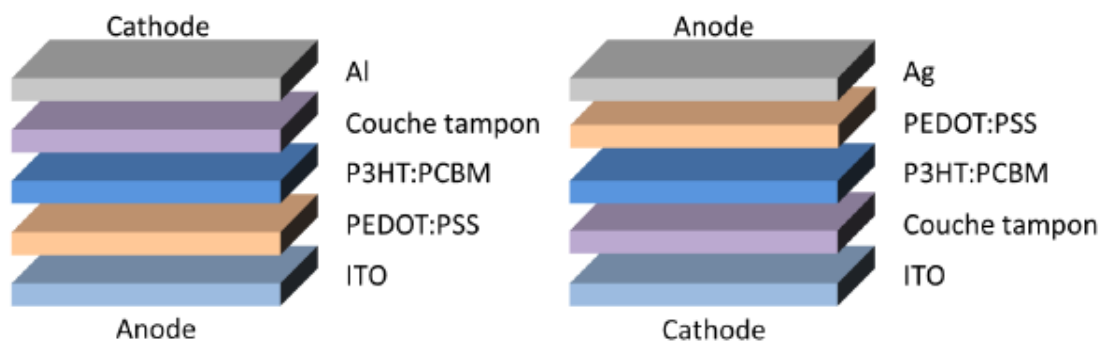 Cathode
Al
Couche tampon
P3HT:PCBM
PEDOT:PSS
ITO
Anode
Anode
Ag
PEDOT:PSS
P3HT:PCBM
Couche tampon
ITO
Cathode